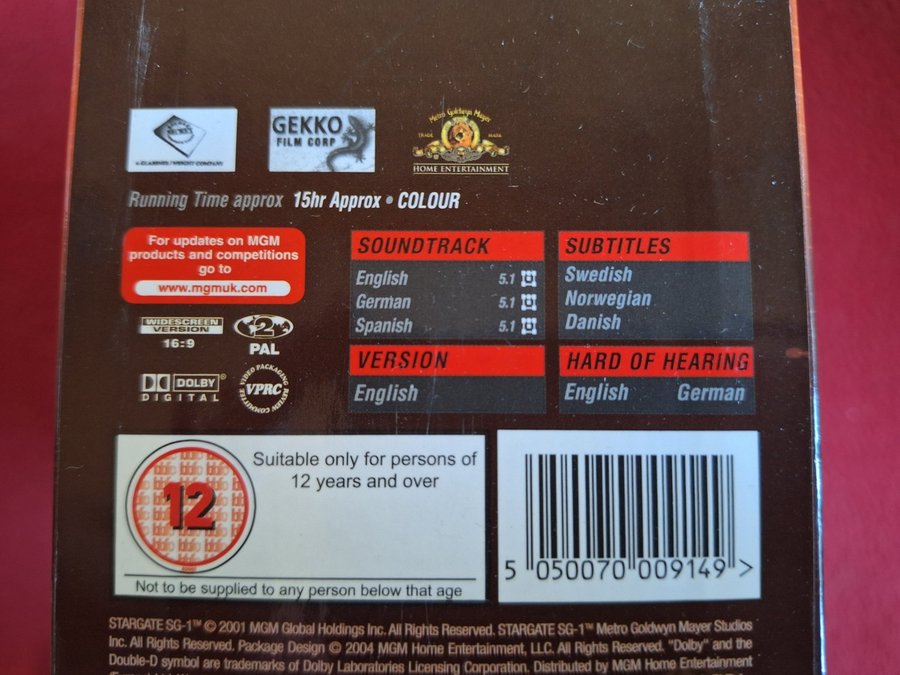 GEKKO
FILM CORP
Metro Goldwyn Mayer
TRADE MARK
HOME ENTERTAINMENT
Running Time approx 15hr Approx • COLOUR
For updates on MGM
products and competitions
go to
www.mgmuk.com
WIDESCREEN
VERSION
16:9
2
PAL
DOLBY
DIGITAL
VIDEO PACKAGING
REVIEW COMMITTEE
VPRC
SOUNDTRACK
English 5.1
German 5.1
Spanish 5.1
SUBTITLES
Swedish
Norwegian
Danish
VERSION
English
HARD OF HEARING
English German
12
Suitable only for persons of
12 years and over
Not to be supplied to any person below that age
5 050070 009149 >
STARGATE SG-1™ © 2001 MGM Global Holdings Inc. All Rights Reserved. STARGATE SG-1™ Metro Goldwyn Mayer Studios
Inc. All Rights Reserved. Package Design © 2004 MGM Home Entertainment, LLC. All Rights Reserved. "Dolby" and the
Double-D symbol are trademarks of Dolby Laboratories Licensing Corporation. Distributed by MGM Home Entertainment